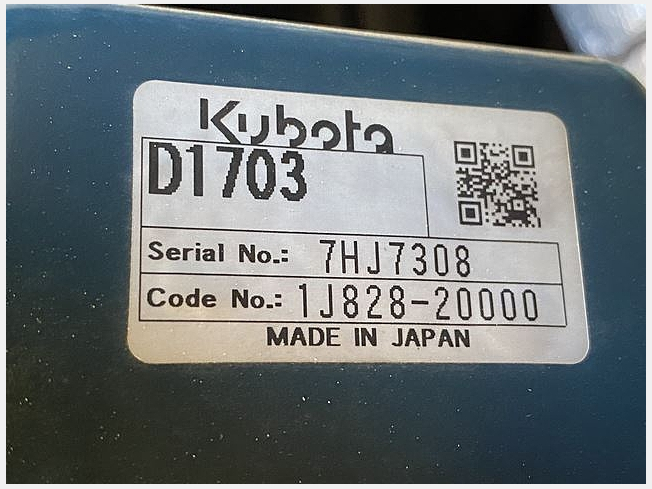 Kubota
D1703
Serial No.: 7HJ7308
Code No.: 1J828-20000
MADE IN JAPAN